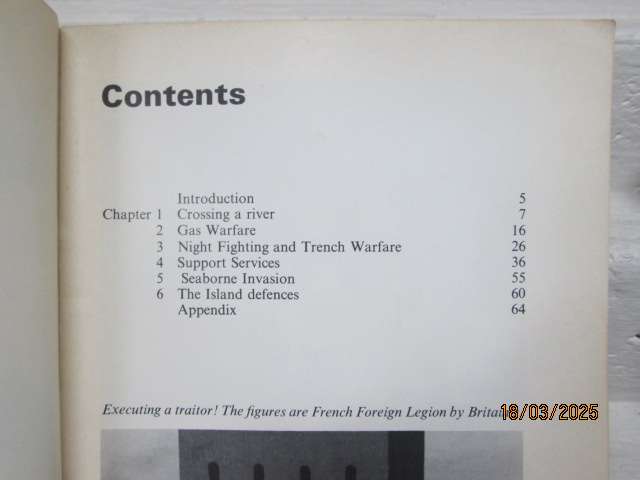 Contents
Introduction 5
Chapter 1 Crossing a river 7
2 Gas Warfare 16
3 Night Fighting and Trench Warfare 26
4 Support Services 36
5 Seaborne Invasion 55
6 The Island defences 60
Appendix 64
Executing a traitor! The figures are French Foreign Legion by
18/03/2025